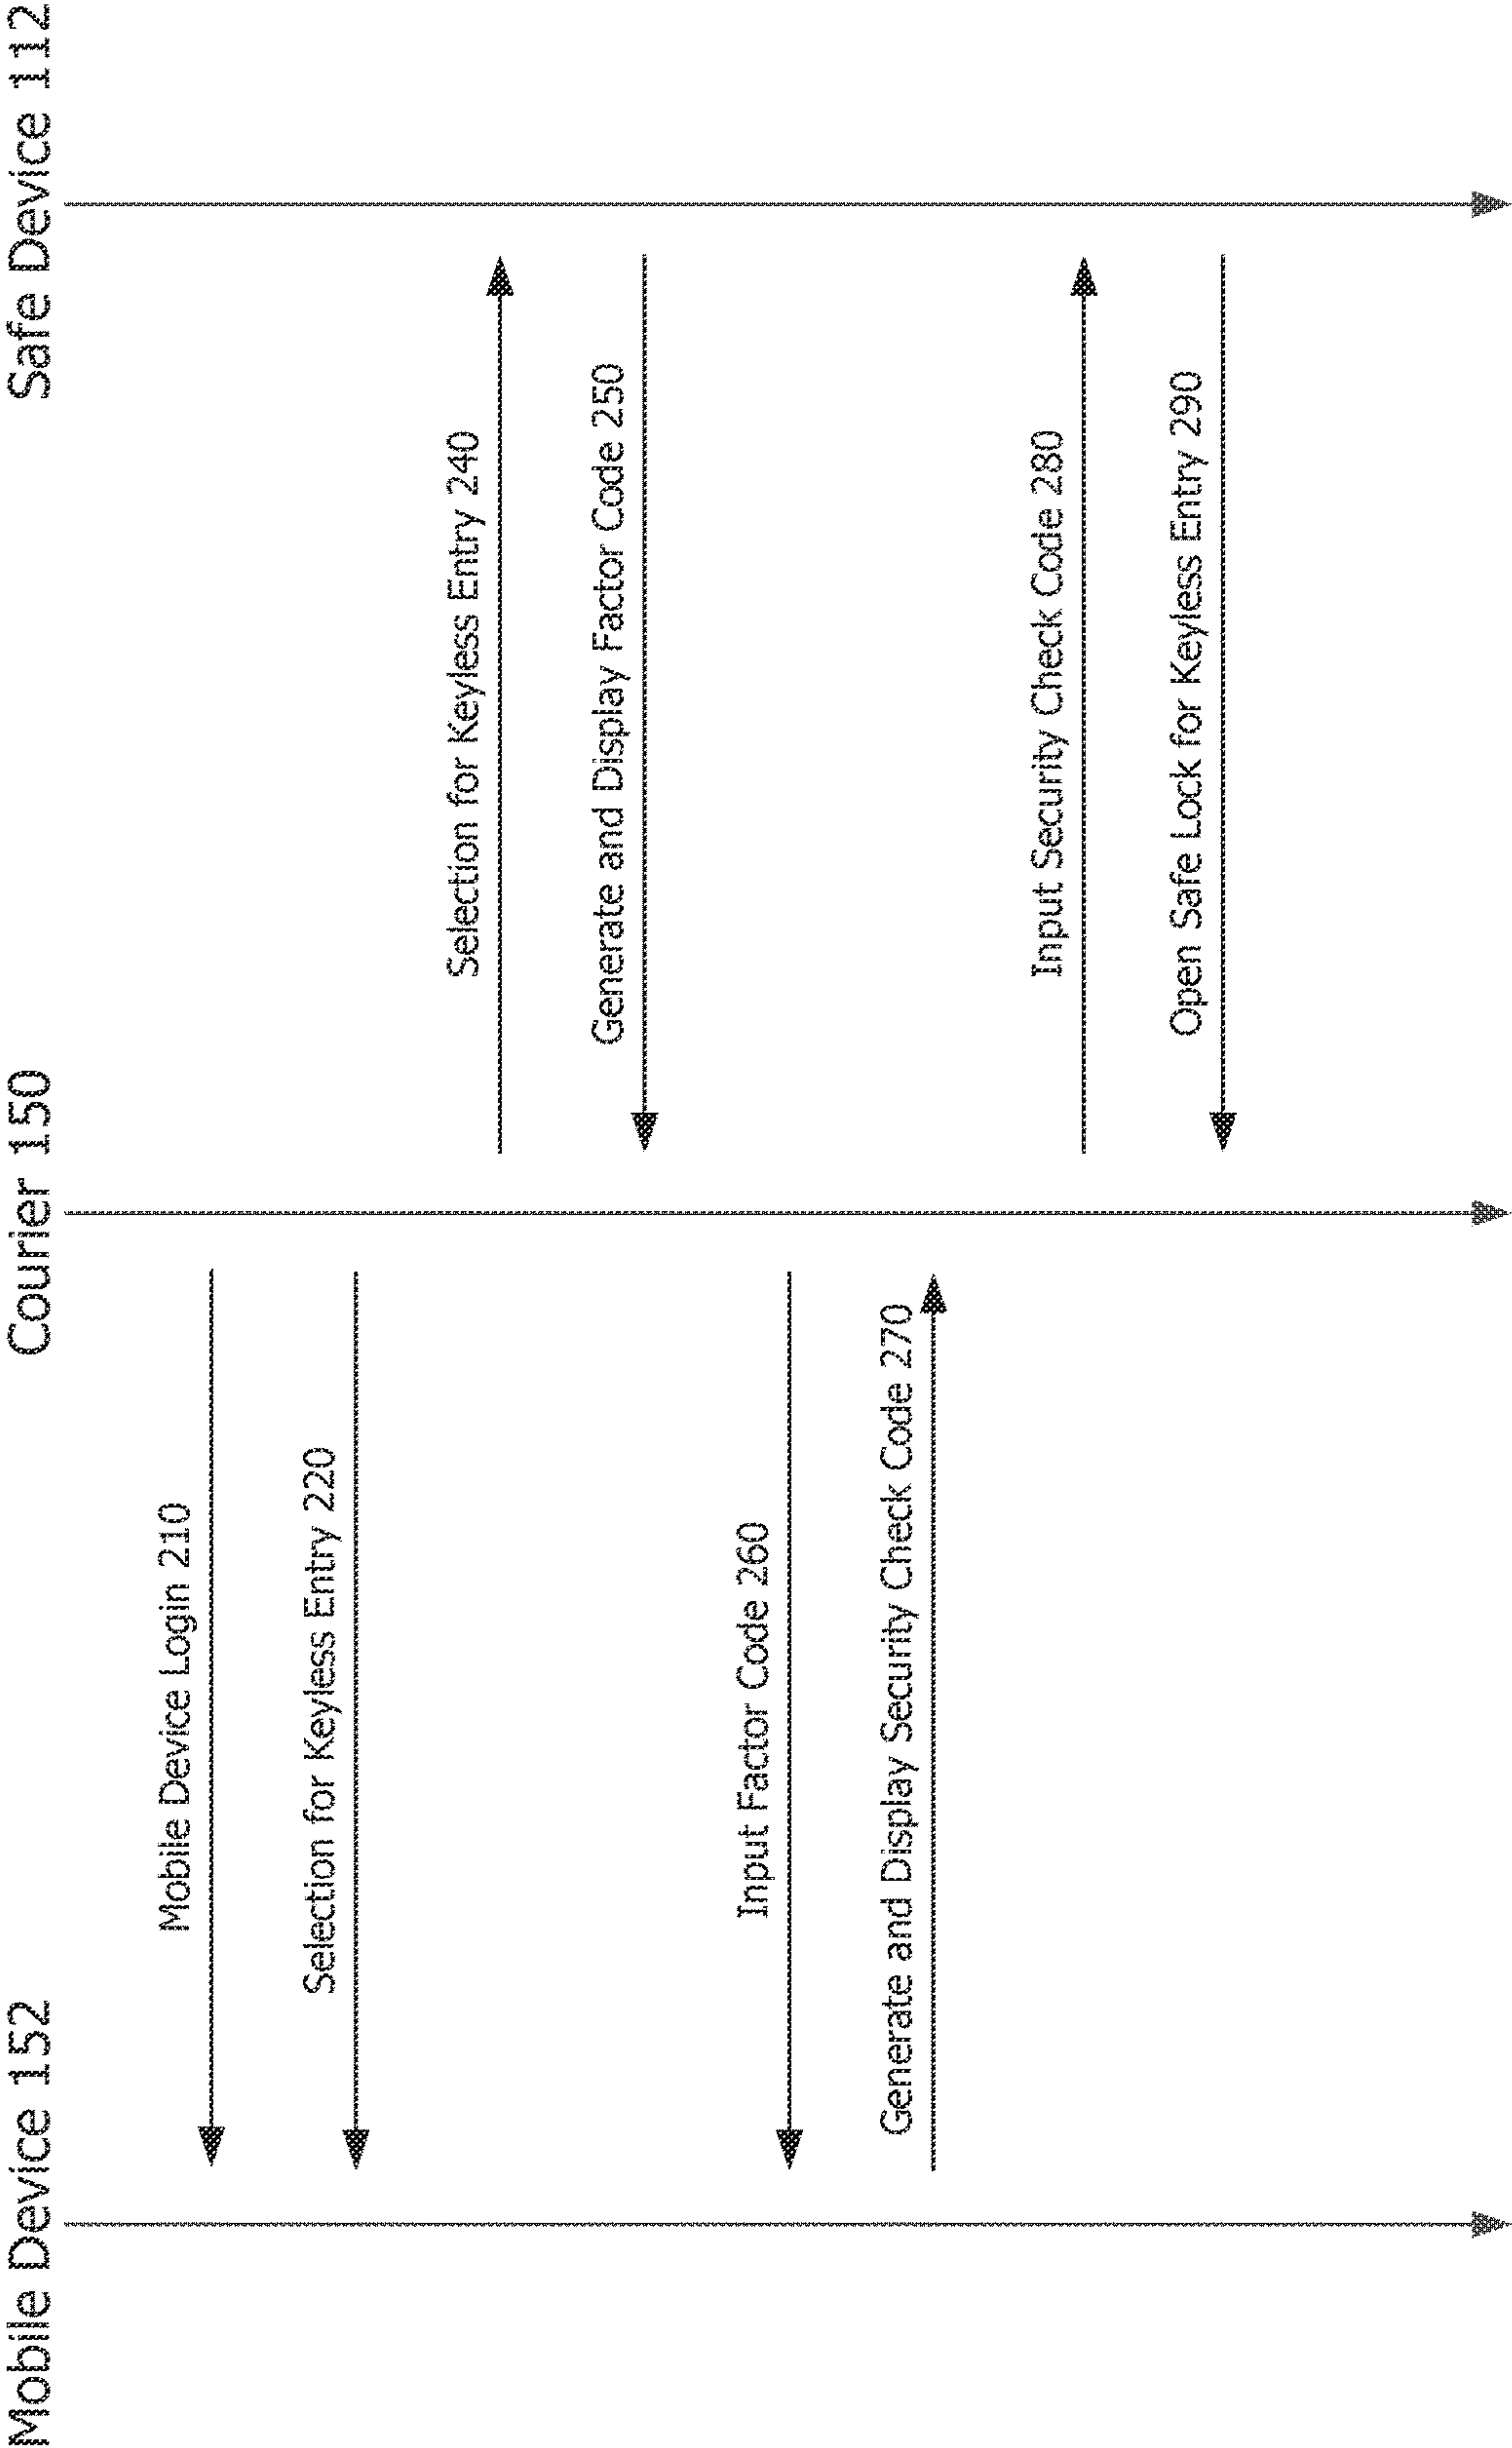 Mobile Device 152
Courier 150
Safe Device 112
Mobile Device Login 210
Selection for Keyless Entry 220
Selection for Keyless Entry 240
Generate and Display Factor Code 250
Input Factor Code 260
Generate and Display Security Check Code 270
Input Security Check Code 280
Open Safe Lock for Keyless Entry 290